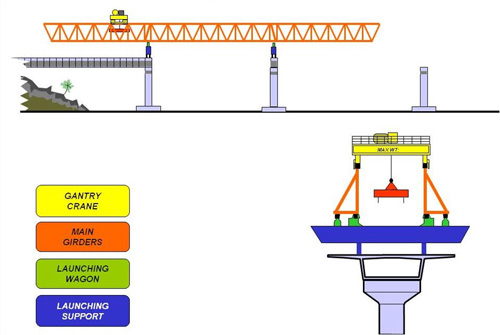 MAX WT.
GANTRY
CRANE
MAIN
GIRDERS
LAUNCHING
WAGON
LAUNCHING
SUPPORT